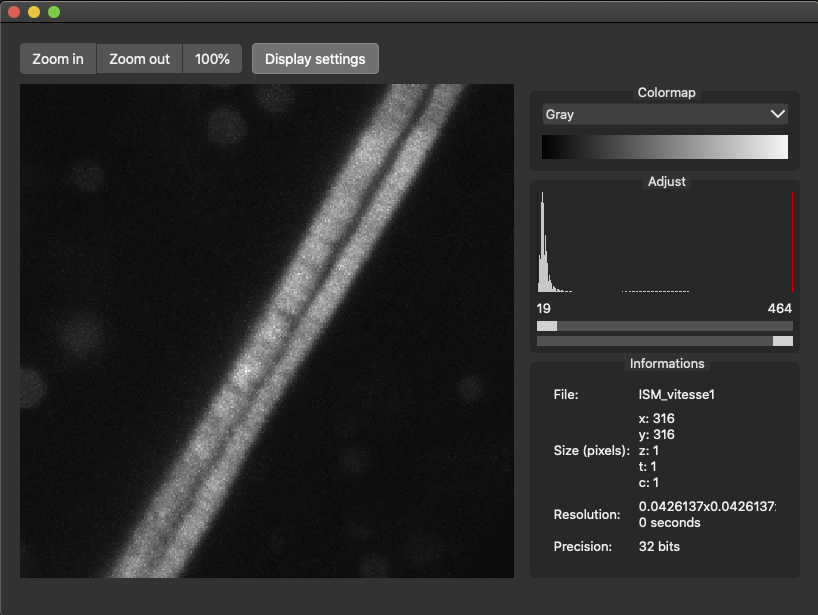 Zoom in Zoom out 100% Display settings
Colormap
Gray
Adjust
19 464
Informations
File: ISM_vitesse1
Size (pixels): x: 316
y: 316
z: 1
t: 1
c: 1
Resolution: 0.0426137x0.0426137:
0 seconds
Precision: 32 bits